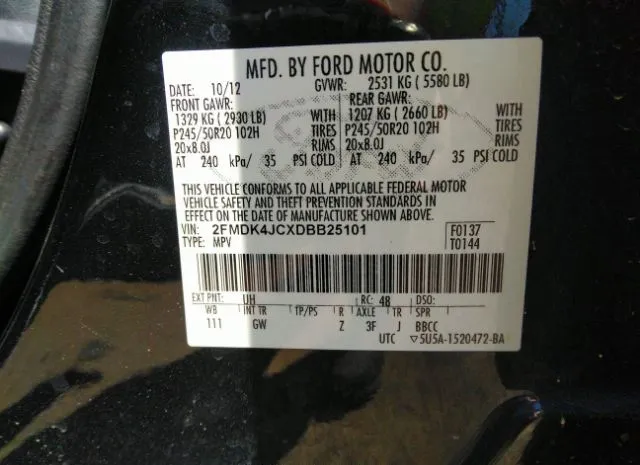 MFD. BY FORD MOTOR CO.
DATE: 10/12 GVWR: 2531 KG ( 5580 LB)
FRONT GAWR: REAR GAWR:
1329 KG ( 2930 LB) WITH 1207 KG ( 2660 LB) WITH
P245/50R20 102H TIRES P245/50R20 102H TIRES
20x8.0J RIMS 20x8.0J RIMS
AT 240 kPa/ 35 PSI COLD AT 240 kPa/ 35 PSI COLD
THIS VEHICLE CONFORMS TO ALL APPLICABLE FEDERAL MOTOR
VEHICLE SAFETY AND THEFT PREVENTION STANDARDS IN
EFFECT ON THE DATE OF MANUFACTURE SHOWN ABOVE.
VIN: 2FMDK4JCXDBB25101 F0137
TYPE: MPV T0144
EXT PNT: UH RC: 48 DSO:
WB INT TR TP/PS R AXLE TR SPR
111 GW Z 3F J BBCC
UTC ▽5U5A-1520472-BA